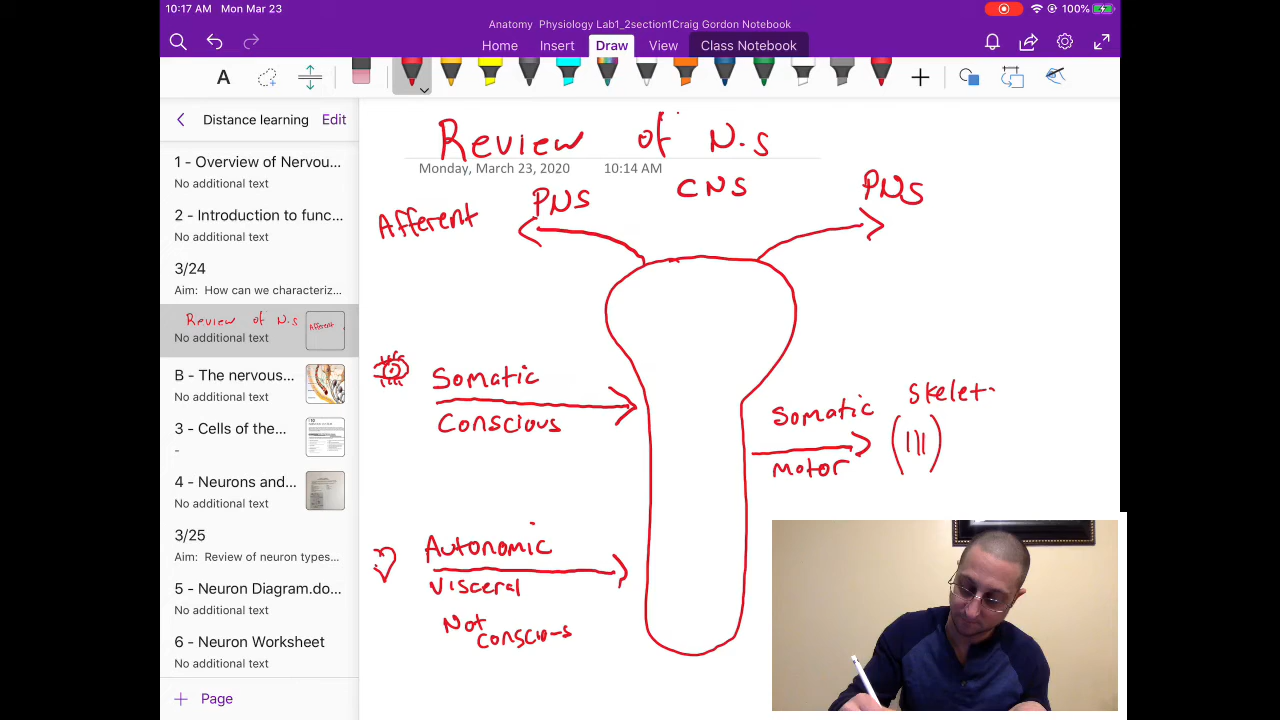 10:17 AM Mon Mar 23
100%
Anatomy Physiology Lab1_2section1Craig Gordon Notebook
Home Insert Draw View Class Notebook
A
Distance learning Edit
1 - Overview of Nervou...
No additional text
2 - Introduction to func...
No additional text
3/24
Aim: How can we characteriz...
Review of N.S
No additional text
Afferent
B - The nervous...
No additional text
3 - Cells of the...
-
4 - Neurons and...
No additional text
3/25
Aim: Review of neuron types...
5 - Neuron Diagram.do...
No additional text
6 - Neuron Worksheet
No additional text
+ Page
Review of N.S
Monday, March 23, 2020 10:14 AM
Afferent PNS CNS PNS
Somatic
Conscious
Somatic
Motor
Skelet
Autonomic
Visceral
Not
conscious